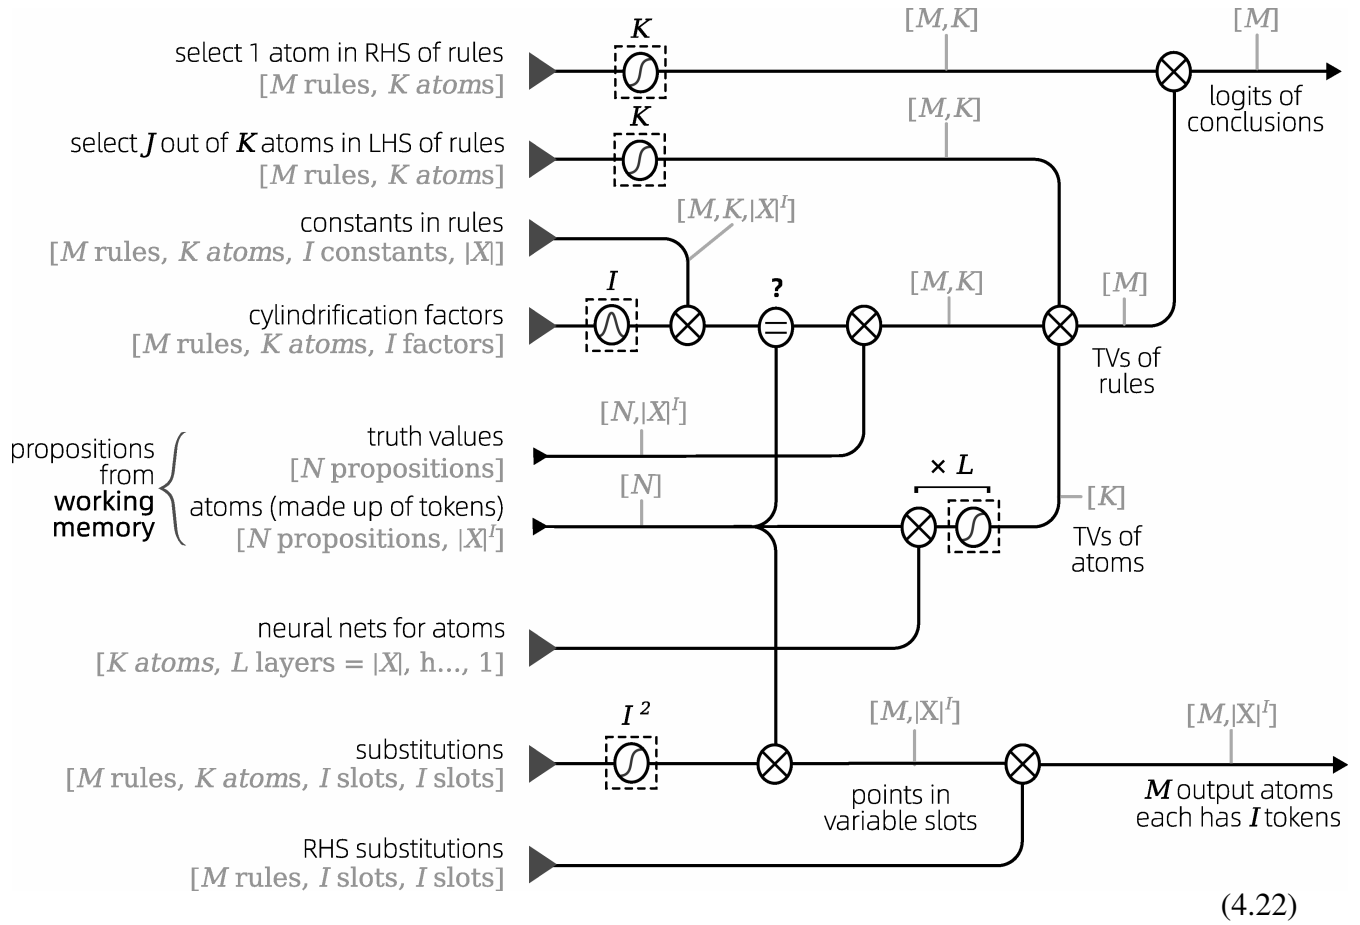 K
[M,K]
[M]
select 1 atom in RHS of rules
[M rules, K atoms]
logits of
conclusions
K
[M,K]
select J out of K atoms in LHS of rules
[M rules, K atoms]
[M,K,|X|^I]
constants in rules
[M rules, K atoms, I constants, |X|]
I
?
[M,K]
[M]
cylindrification factors
[M rules, K atoms, I factors]
TVs of
rules
[N,|X|^I]
truth values
[N propositions]
propositions
from
working
memory
× L
[N]
[K]
atoms (made up of tokens)
[N propositions, |X|^I]
TVs of
atoms
neural nets for atoms
[K atoms, L layers = |X|, h..., 1]
I ²
[M,|X|^I]
[M,|X|^I]
substitutions
[M rules, K atoms, I slots, I slots]
points in
variable slots
M output atoms
each has I tokens
RHS substitutions
[M rules, I slots, I slots]
(4.22)